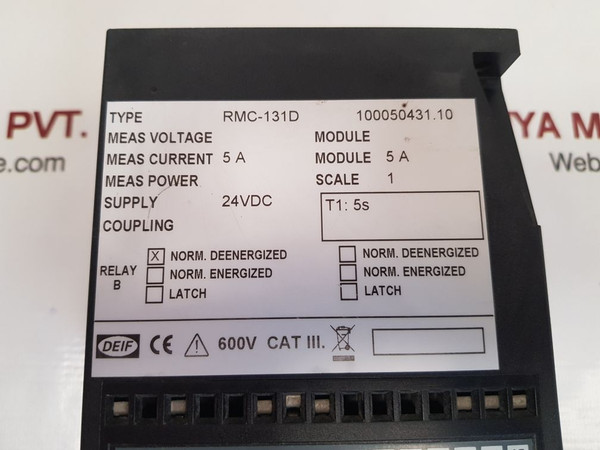 PVT.
e.com
TYA M
Web
TYPE RMC-131D 100050431.10
MEAS VOLTAGE MODULE
MEAS CURRENT 5 A MODULE 5 A
MEAS POWER SCALE 1
SUPPLY 24VDC T1: 5s
COUPLING
RELAY B
X NORM. DEENERGIZED
NORM. ENERGIZED
LATCH
NORM. DEENERGIZED
NORM. ENERGIZED
LATCH
DEIF CE 600V CAT III.